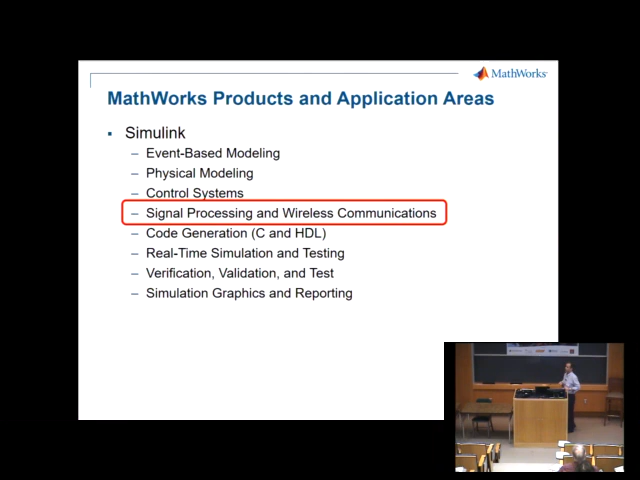 MathWorks
MathWorks Products and Application Areas
▪ Simulink
– Event-Based Modeling
– Physical Modeling
– Control Systems
– Signal Processing and Wireless Communications
– Code Generation (C and HDL)
– Real-Time Simulation and Testing
– Verification, Validation, and Test
– Simulation Graphics and Reporting